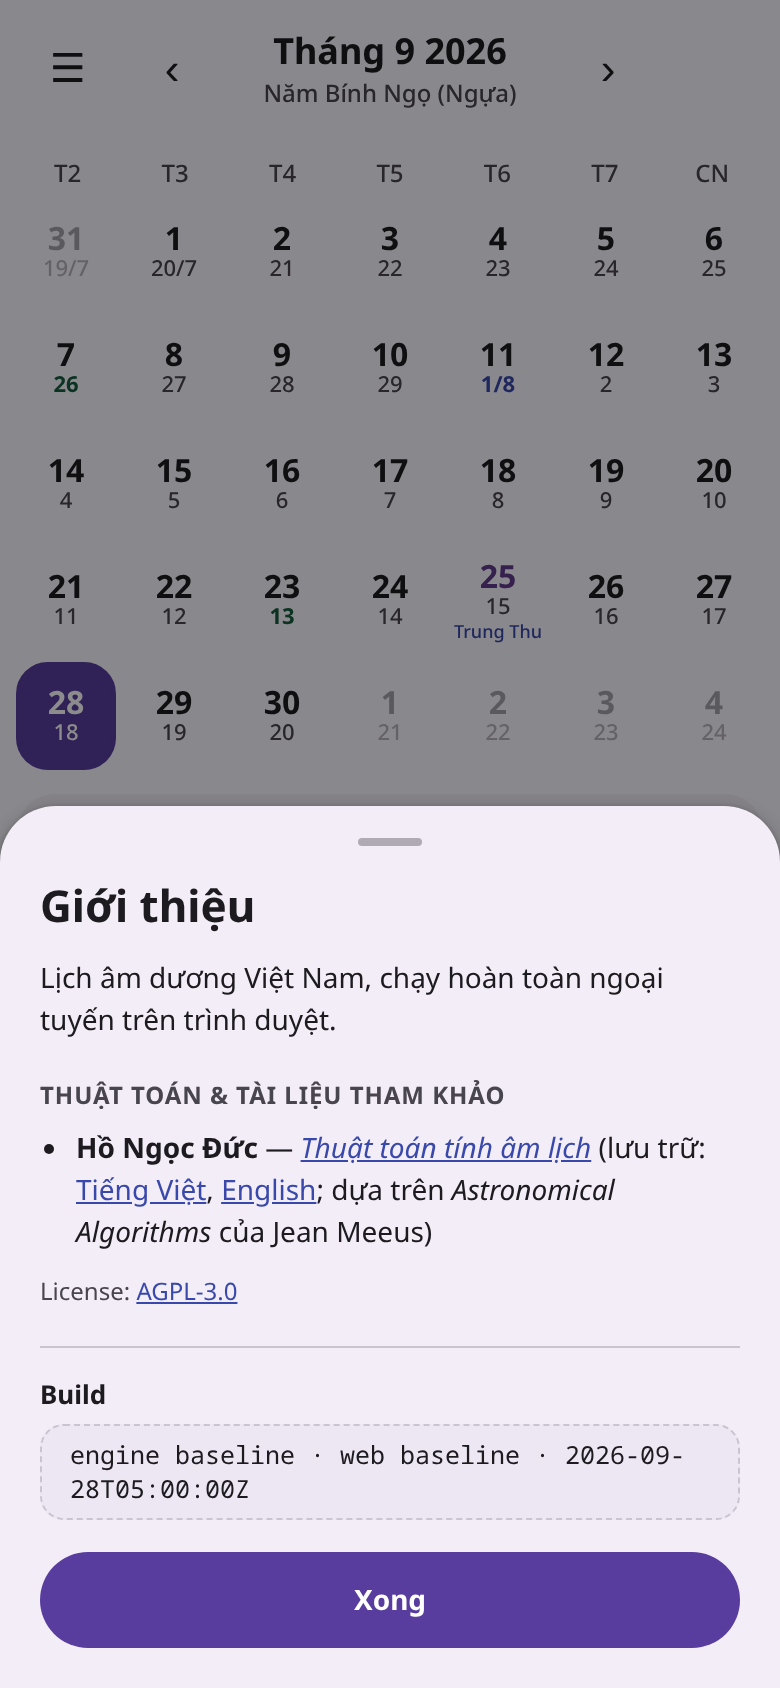 ☰ ‹ Tháng 9 2026 ›
Năm Bính Ngọ (Ngựa)
T2 T3 T4 T5 T6 T7 CN
31 1 2 3 4 5 6
19/7 20/7 21 22 23 24 25
7 8 9 10 11 12 13
26 27 28 29 1/8 2 3
14 15 16 17 18 19 20
4 5 6 7 8 9 10
21 22 23 24 25 26 27
11 12 13 14 15 16 17
Trung Thu
28 29 30 1 2 3 4
18 19 20 21 22 23 24
Giới thiệu
Lịch âm dương Việt Nam, chạy hoàn toàn ngoại
tuyến trên trình duyệt.
THUẬT TOÁN & TÀI LIỆU THAM KHẢO
• Hồ Ngọc Đức — Thuật toán tính âm lịch (lưu trữ:
Tiếng Việt, English; dựa trên Astronomical
Algorithms của Jean Meeus)
License: AGPL-3.0
Build
engine baseline · web baseline · 2026-09-
28T05:00:00Z
Xong